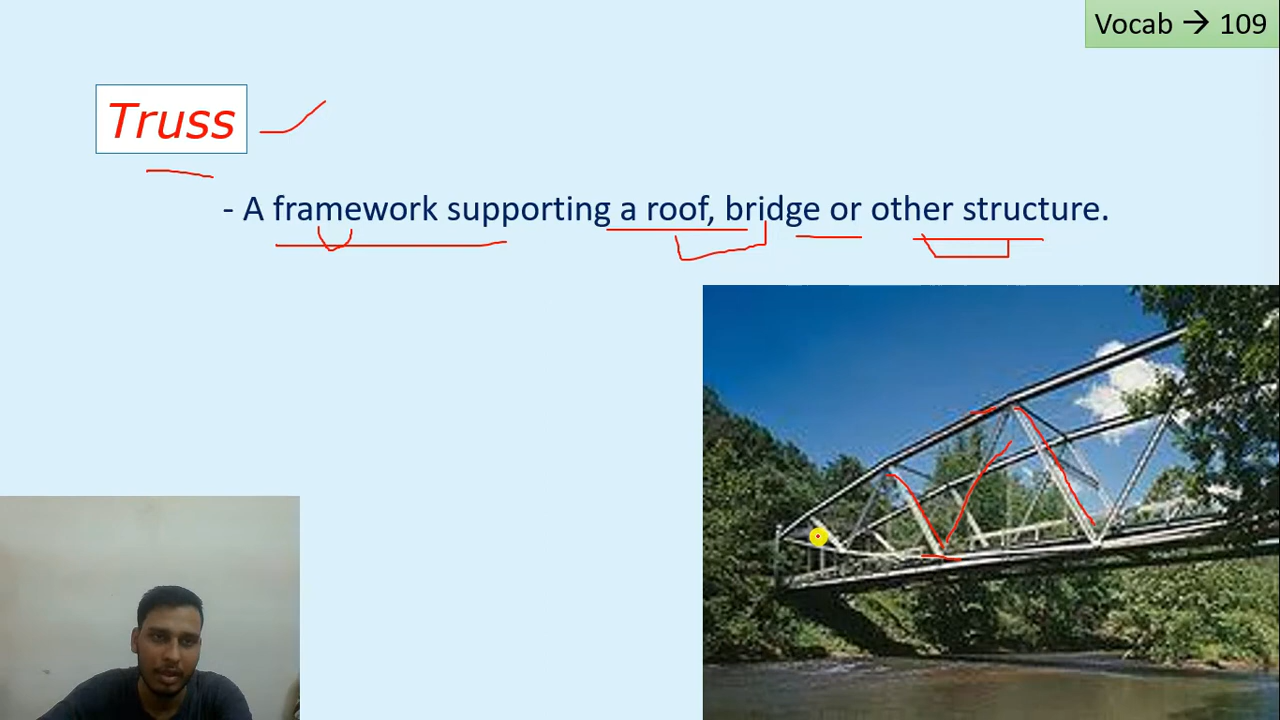 Vocab → 109
Truss
- A framework supporting a roof, bridge or other structure.